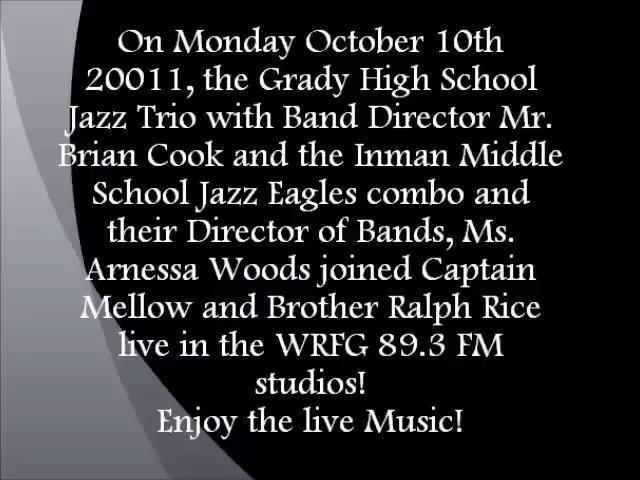 On Monday October 10th
20011, the Grady High School
Jazz Trio with Band Director Mr.
Brian Cook and the Inman Middle
School Jazz Eagles combo and
their Director of Bands, Ms.
Arnessa Woods joined Captain
Mellow and Brother Ralph Rice
live in the WRFG 89.3 FM
studios!
Enjoy the live Music!